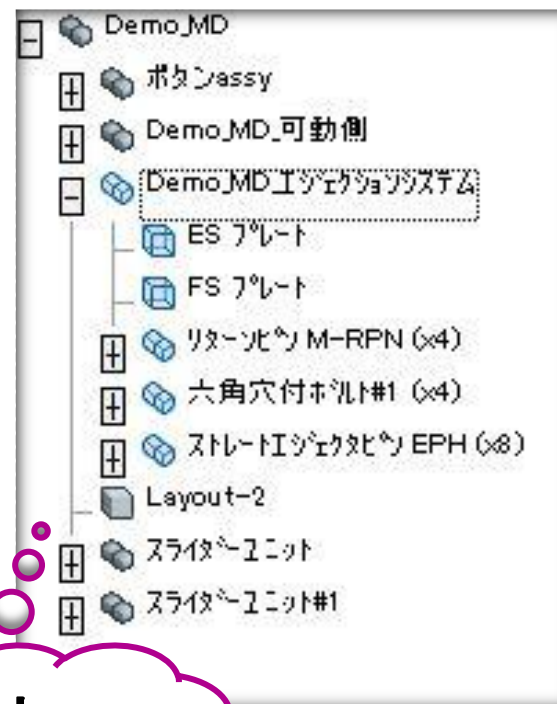 Demo_MD
ボタンassy
Demo_MD_可動側
Demo_MD_ｴｼﾞｪｸｼｮﾝｼｽﾃﾑ
ES ﾌﾟﾚｰﾄ
FS ﾌﾟﾚｰﾄ
ﾘﾀｰﾝﾋﾟﾝ M-RPN (x4)
六角穴付ﾎﾞﾙﾄ#1 (x4)
ｽﾄﾚｰﾄｴｼﾞｪｸﾀﾋﾟﾝ EPH (x8)
Layout-2
ｽﾗｲﾀﾞｰﾕﾆｯﾄ
ｽﾗｲﾀﾞｰﾕﾆｯﾄ#1